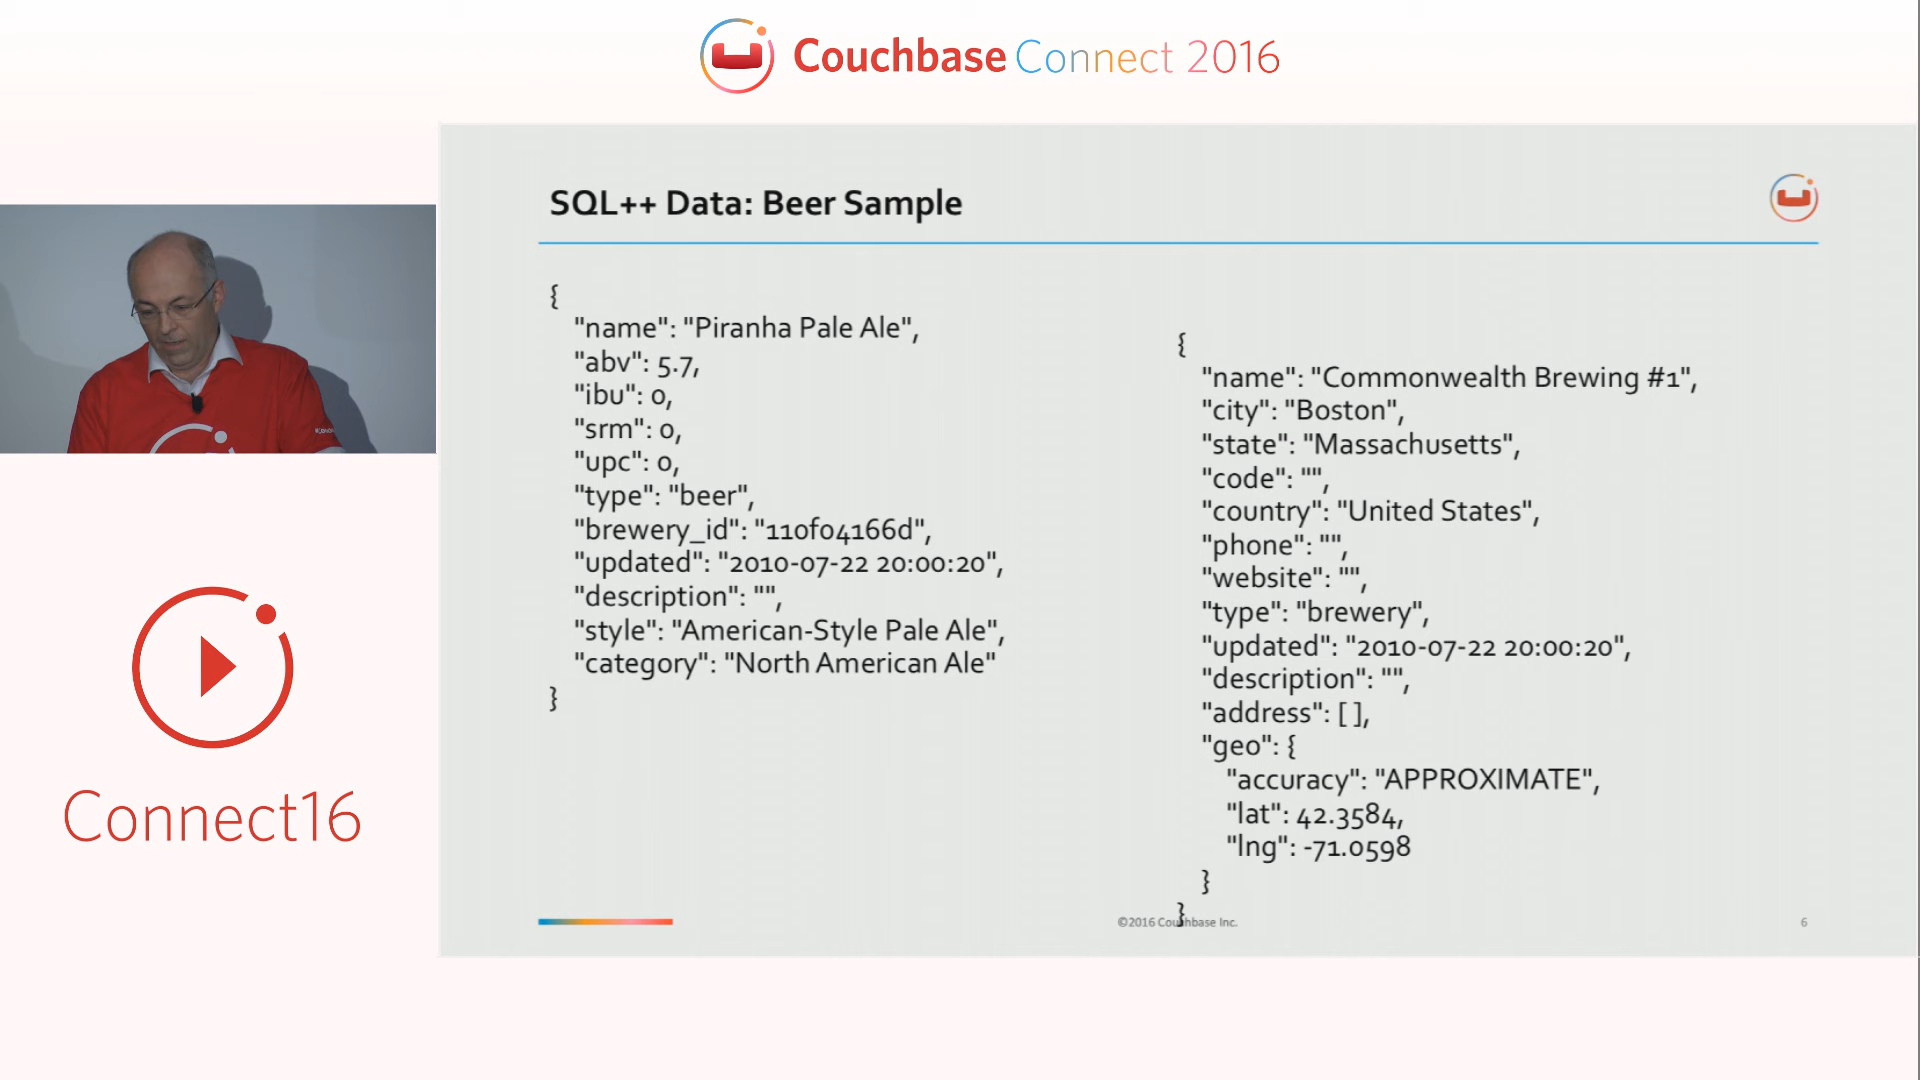 Couchbase Connect 2016
SQL++ Data: Beer Sample
{
"name": "Piranha Pale Ale",
"abv": 5.7,
"ibu": 0,
"srm": 0,
"upc": 0,
"type": "beer",
"brewery_id": "110f04166d",
"updated": "2010-07-22 20:00:20",
"description": "",
"style": "American-Style Pale Ale",
"category": "North American Ale"
}
{
"name": "Commonwealth Brewing #1",
"city": "Boston",
"state": "Massachusetts",
"code": "",
"country": "United States",
"phone": "",
"website": "",
"type": "brewery",
"updated": "2010-07-22 20:00:20",
"description": "",
"address": [ ],
"geo": {
"accuracy": "APPROXIMATE",
"lat": 42.3584,
"lng": -71.0598
}
}
©2016 Couchbase Inc.
6
Connect16